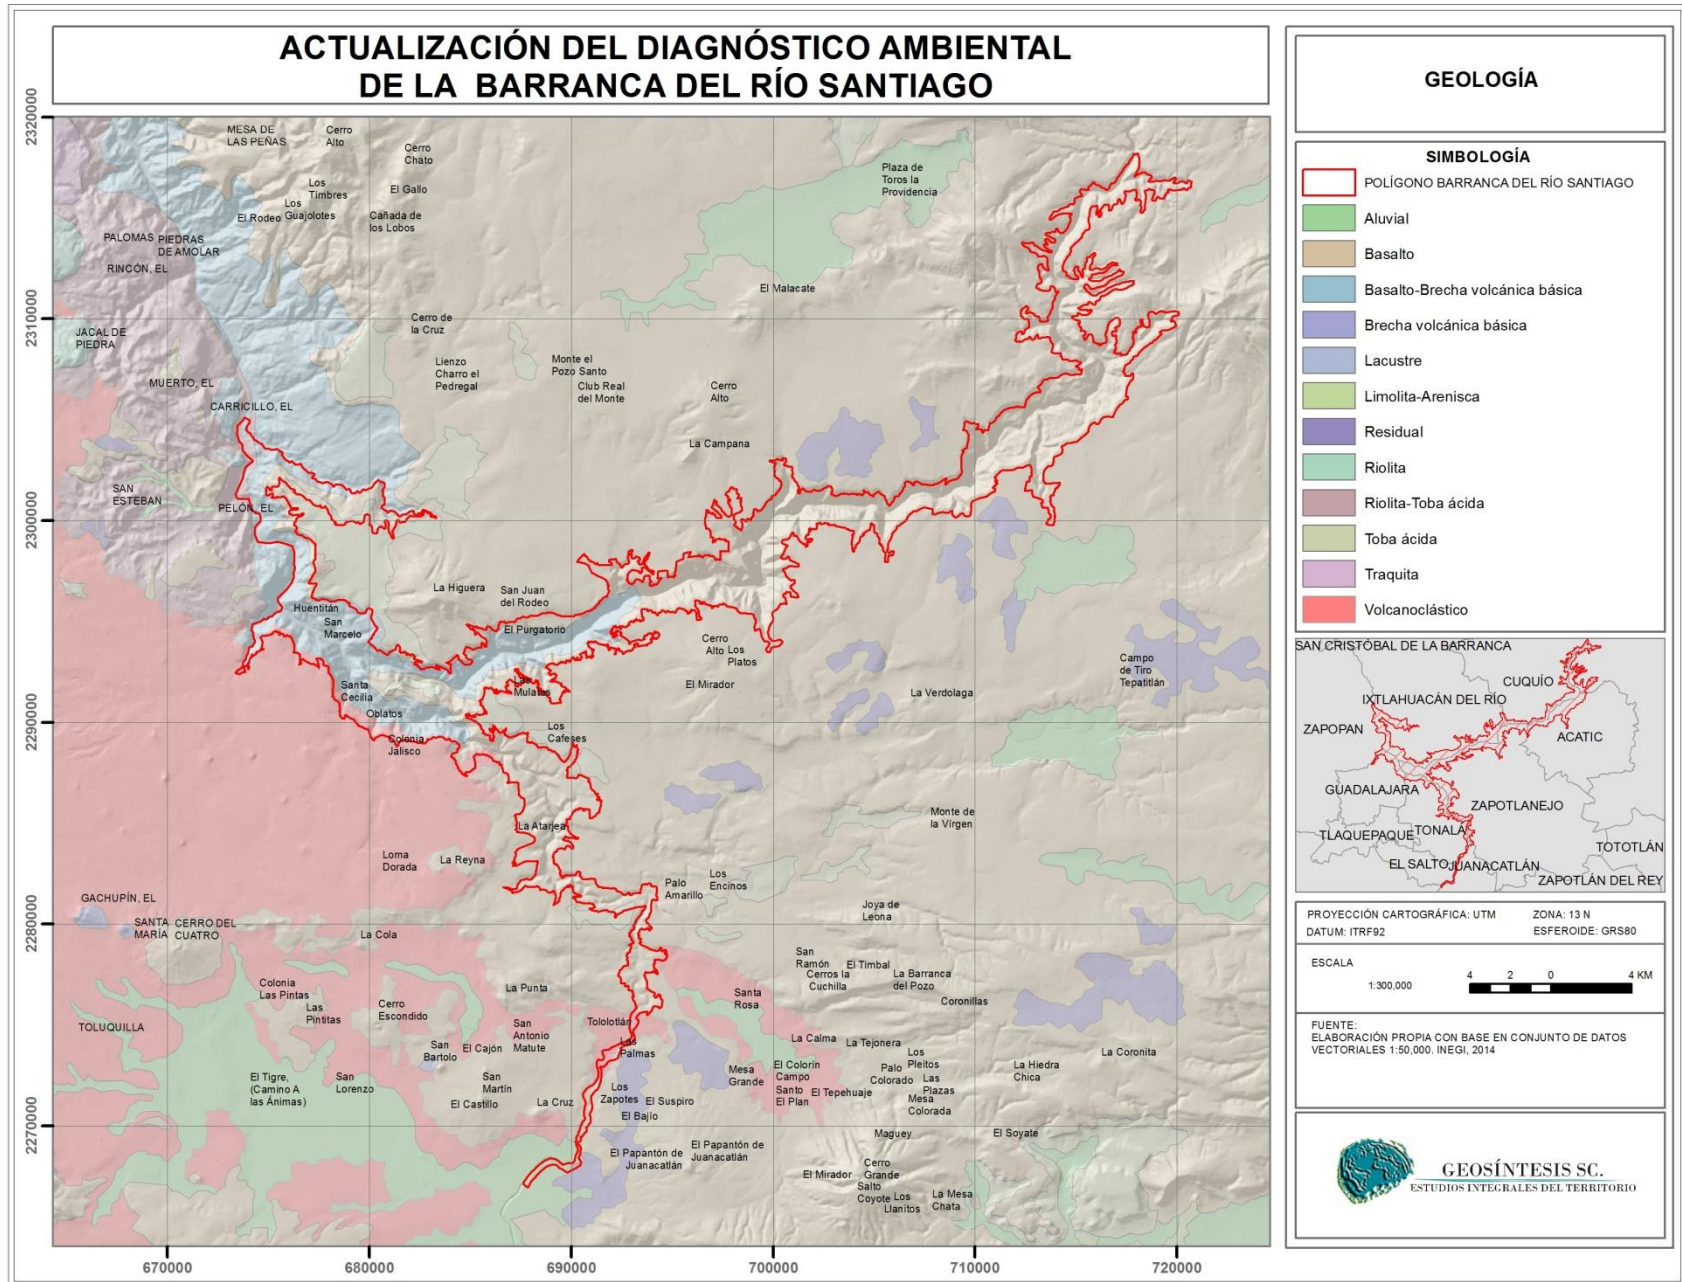 ACTUALIZACIÓN DEL DIAGNÓSTICO AMBIENTAL
DE LA BARRANCA DEL RÍO SANTIAGO
2320000
2310000
2300000
2290000
2280000
2270000
MESA DE
LAS PEÑAS
Cerro
Alto
Cerro
Chato
Los
Timbres
El Gallo
Los
Guajolotes
El Rodeo
Cañada de
los Lobos
PALOMAS
PIEDRAS
DE AMOLAR
RINCÓN, EL
Plaza de
Toros la
Providencia
El Malacate
JACAL DE
PIEDRA
Cerro de
la Cruz
Lienzo
Charro el
Pedregal
Monte el
Pozo Santo
Club Real
del Monte
Cerro
Alto
MUERTO, EL
CARRICILLO, EL
La Campana
SAN
ESTEBAN
PELÓN, EL
La Higuera
San Juan
del Rodeo
Huentitán
San
Marcelo
El Purgatorio
Cerro
Alto
Los
Platos
El Mirador
Campo
de Tiro
Tepatitlán
La Verdolaga
Santa
Cecilia
Las
Mulatas
Oblatos
Colonia
Jalisco
Los
Cafeses
La Atarjea
Monte de
la Vírgen
Loma
Dorada
La Reyna
Palo
Amarillo
Los
Encinos
GACHUPÍN, EL
SANTA
MARÍA
CERRO DEL
CUATRO
La Cola
Joya de
Leona
San
Ramón
Cerros la
Cuchilla
El Timbal
La Barranca
del Pozo
Coronillas
Colonia
Las Pintas
Las
Pintitas
Cerro
Escondido
La Punta
Santa
Rosa
TOLUQUILLA
San
Antonio
Matute
Tololotlán
Las
Palmas
San
Bartolo
El Cajón
La Calma
La Tejonera
Los
Pleitos
La Coronita
El Tigre,
(Camino A
las Ánimas)
San
Lorenzo
San
Martín
El Castillo
La Cruz
Los
Zapotes
El Suspiro
El Bajío
Mesa
Grande
El Colorín
Campo
Santo
El Plan
El Tepehuaje
Palo
Colorado
Las
Plazas
Mesa
Colorada
La Hiedra
Chica
Maguey
El Soyate
El Papantón de
Juanacatlán
El Papantón de
Juanacatlán
El Mirador
Cerro
Grande
Salto
Coyote
Los
Llanitos
La Mesa
Chata
670000
680000
690000
700000
710000
720000
GEOLOGÍA
SIMBOLOGÍA
POLÍGONO BARRANCA DEL RÍO SANTIAGO
Aluvial
Basalto
Basalto-Brecha volcánica básica
Brecha volcánica básica
Lacustre
Limolita-Arenisca
Residual
Riolita
Riolita-Toba ácida
Toba ácida
Traquita
Volcanoclástico
SAN CRISTÓBAL DE LA BARRANCA
CUQUÍO
IXTLAHUACÁN DEL RÍO
ZAPOPAN
ACATIC
GUADALAJARA
ZAPOTLANEJO
TLAQUEPAQUE
TONALÁ
TOTOTLÁN
EL SALTO
JUANACATLÁN
ZAPOTLÁN DEL REY
PROYECCIÓN CARTOGRÁFICA: UTM
ZONA: 13 N
DATUM: ITRF92
ESFEROIDE: GRS80
ESCALA
1:300,000
4 2 0 4 KM
FUENTE:
ELABORACIÓN PROPIA CON BASE EN CONJUNTO DE DATOS
VECTORIALES 1:50,000. INEGI, 2014
GEOSÍNTESIS SC.
ESTUDIOS INTEGRALES DEL TERRITORIO